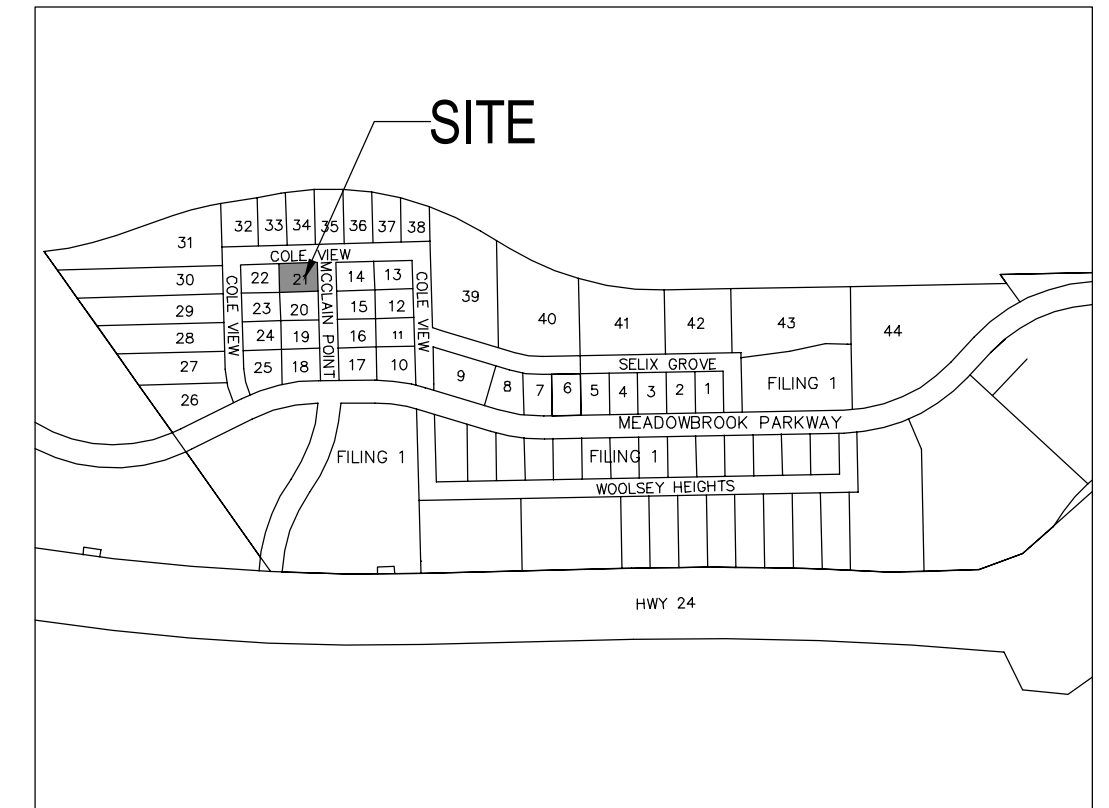 SITE
32 33 34 35 36 37 38
31
COLE VIEW
30 22 21 14 13
COLE VIEW
MCCLAIN POINT
COLE VIEW
29 23 20 15 12
28 24 19 16 11
27 25 18 17 10
26
39
40 41 42 43 44
SELIX GROVE
9 8 7 6 5 4 3 2 1
FILING 1
MEADOWBROOK PARKWAY
FILING 1
FILING 1
WOOLSEY HEIGHTS
HWY 24